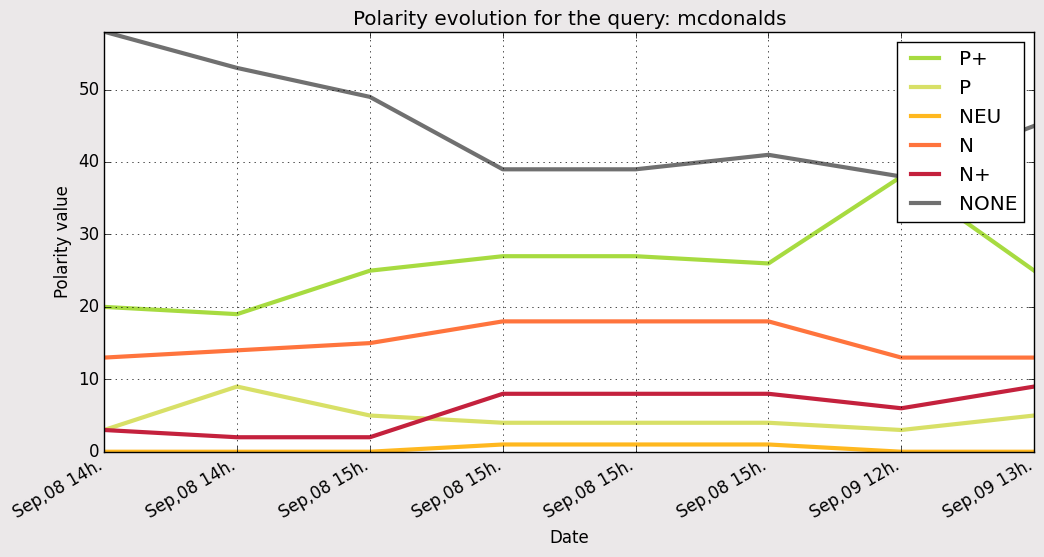 Polarity evolution for the query: mcdonalds
P+
P
NEU
N
N+
NONE
Polarity value
50
40
30
20
10
0
Sep,08 14h.
Sep,08 14h.
Sep,08 15h.
Sep,08 15h.
Sep,08 15h.
Sep,08 15h.
Sep,09 12h.
Sep,09 13h.
Date